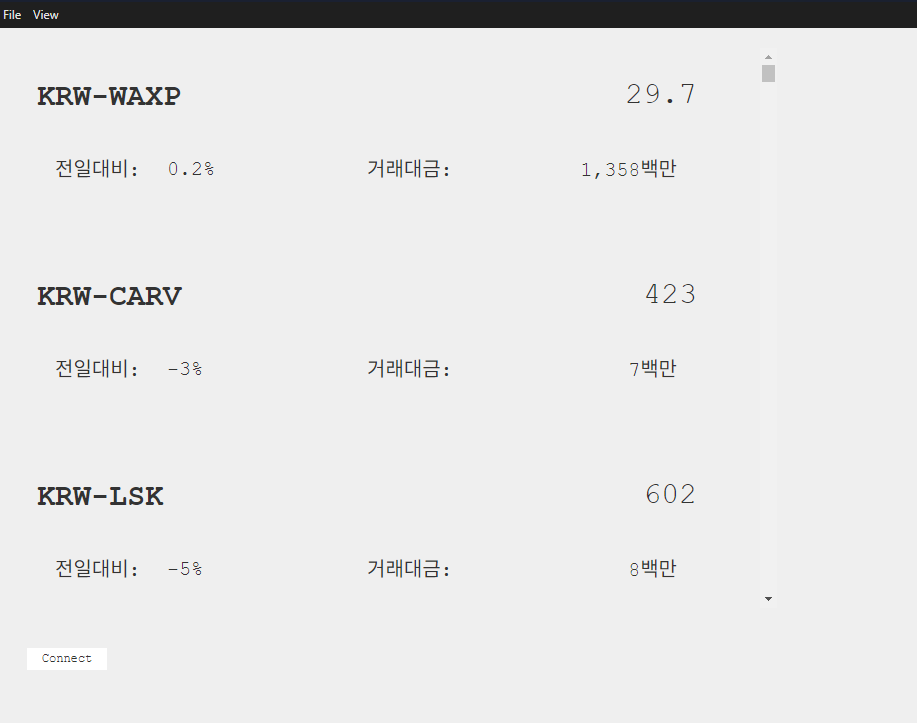 File View
KRW-WAXP 29.7
전일대비: 0.2% 거래대금: 1,358백만
KRW-CARV 423
전일대비: -3% 거래대금: 7백만
KRW-LSK 602
전일대비: -5% 거래대금: 8백만
Connect